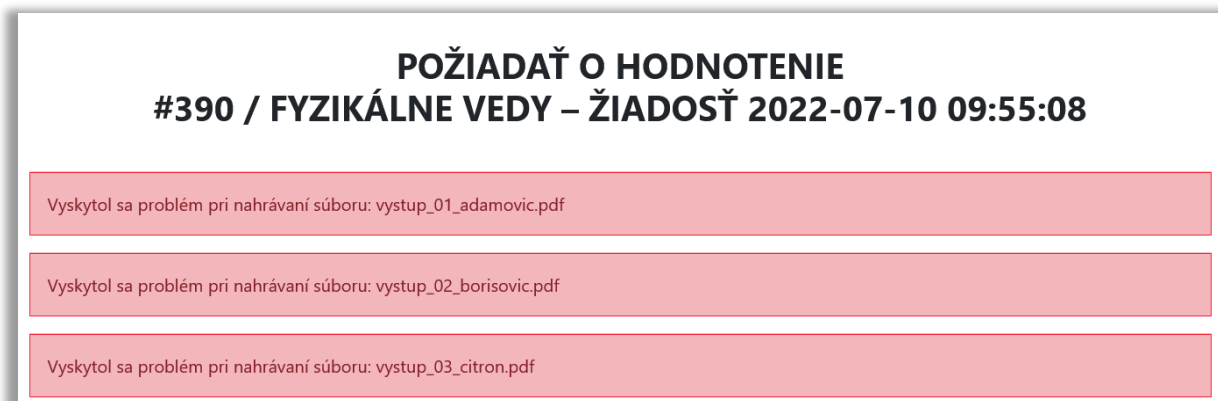 POŽIADAŤ O HODNOTENIE
#390 / FYZIKÁLNE VEDY – ŽIADOSŤ 2022-07-10 09:55:08
Vyskytol sa problém pri nahrávaní súboru: vystup_01_adamovic.pdf
Vyskytol sa problém pri nahrávaní súboru: vystup_02_borisovic.pdf
Vyskytol sa problém pri nahrávaní súboru: vystup_03_citron.pdf